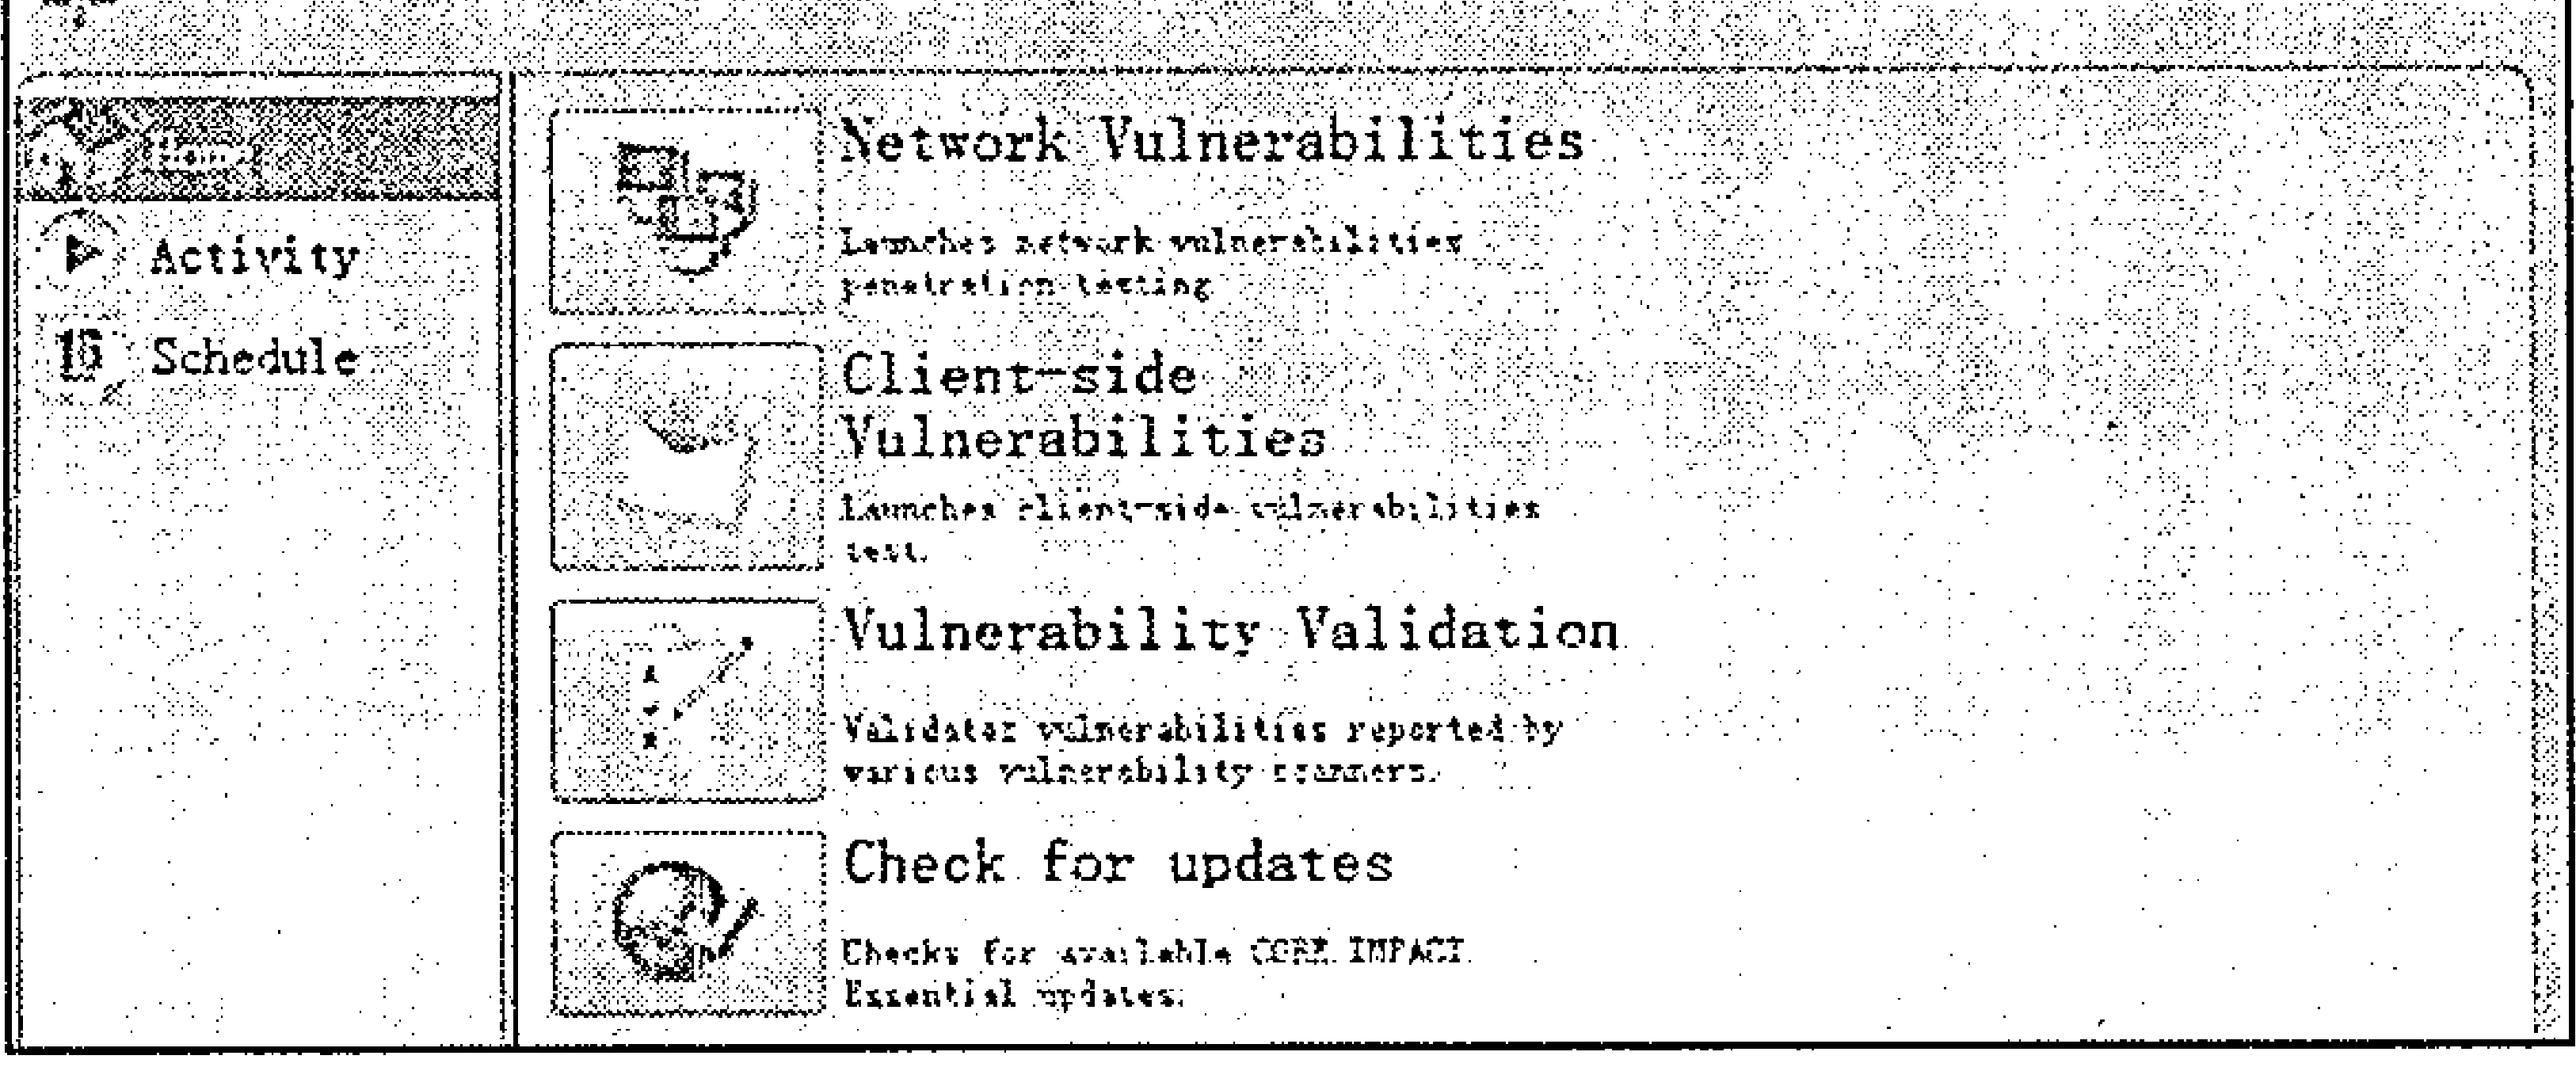 Activity
16 Schedule
Network Vulnerabilities
Launches network vulnerabilities
penetration testing
Client-side
Vulnerabilities
Launches client-side vulnerabilities
test.
Vulnerability Validation
Validates vulnerabilities reported by
various vulnerability scanners.
Check for updates
Checks for available CORE IMPACT
Essential updates.